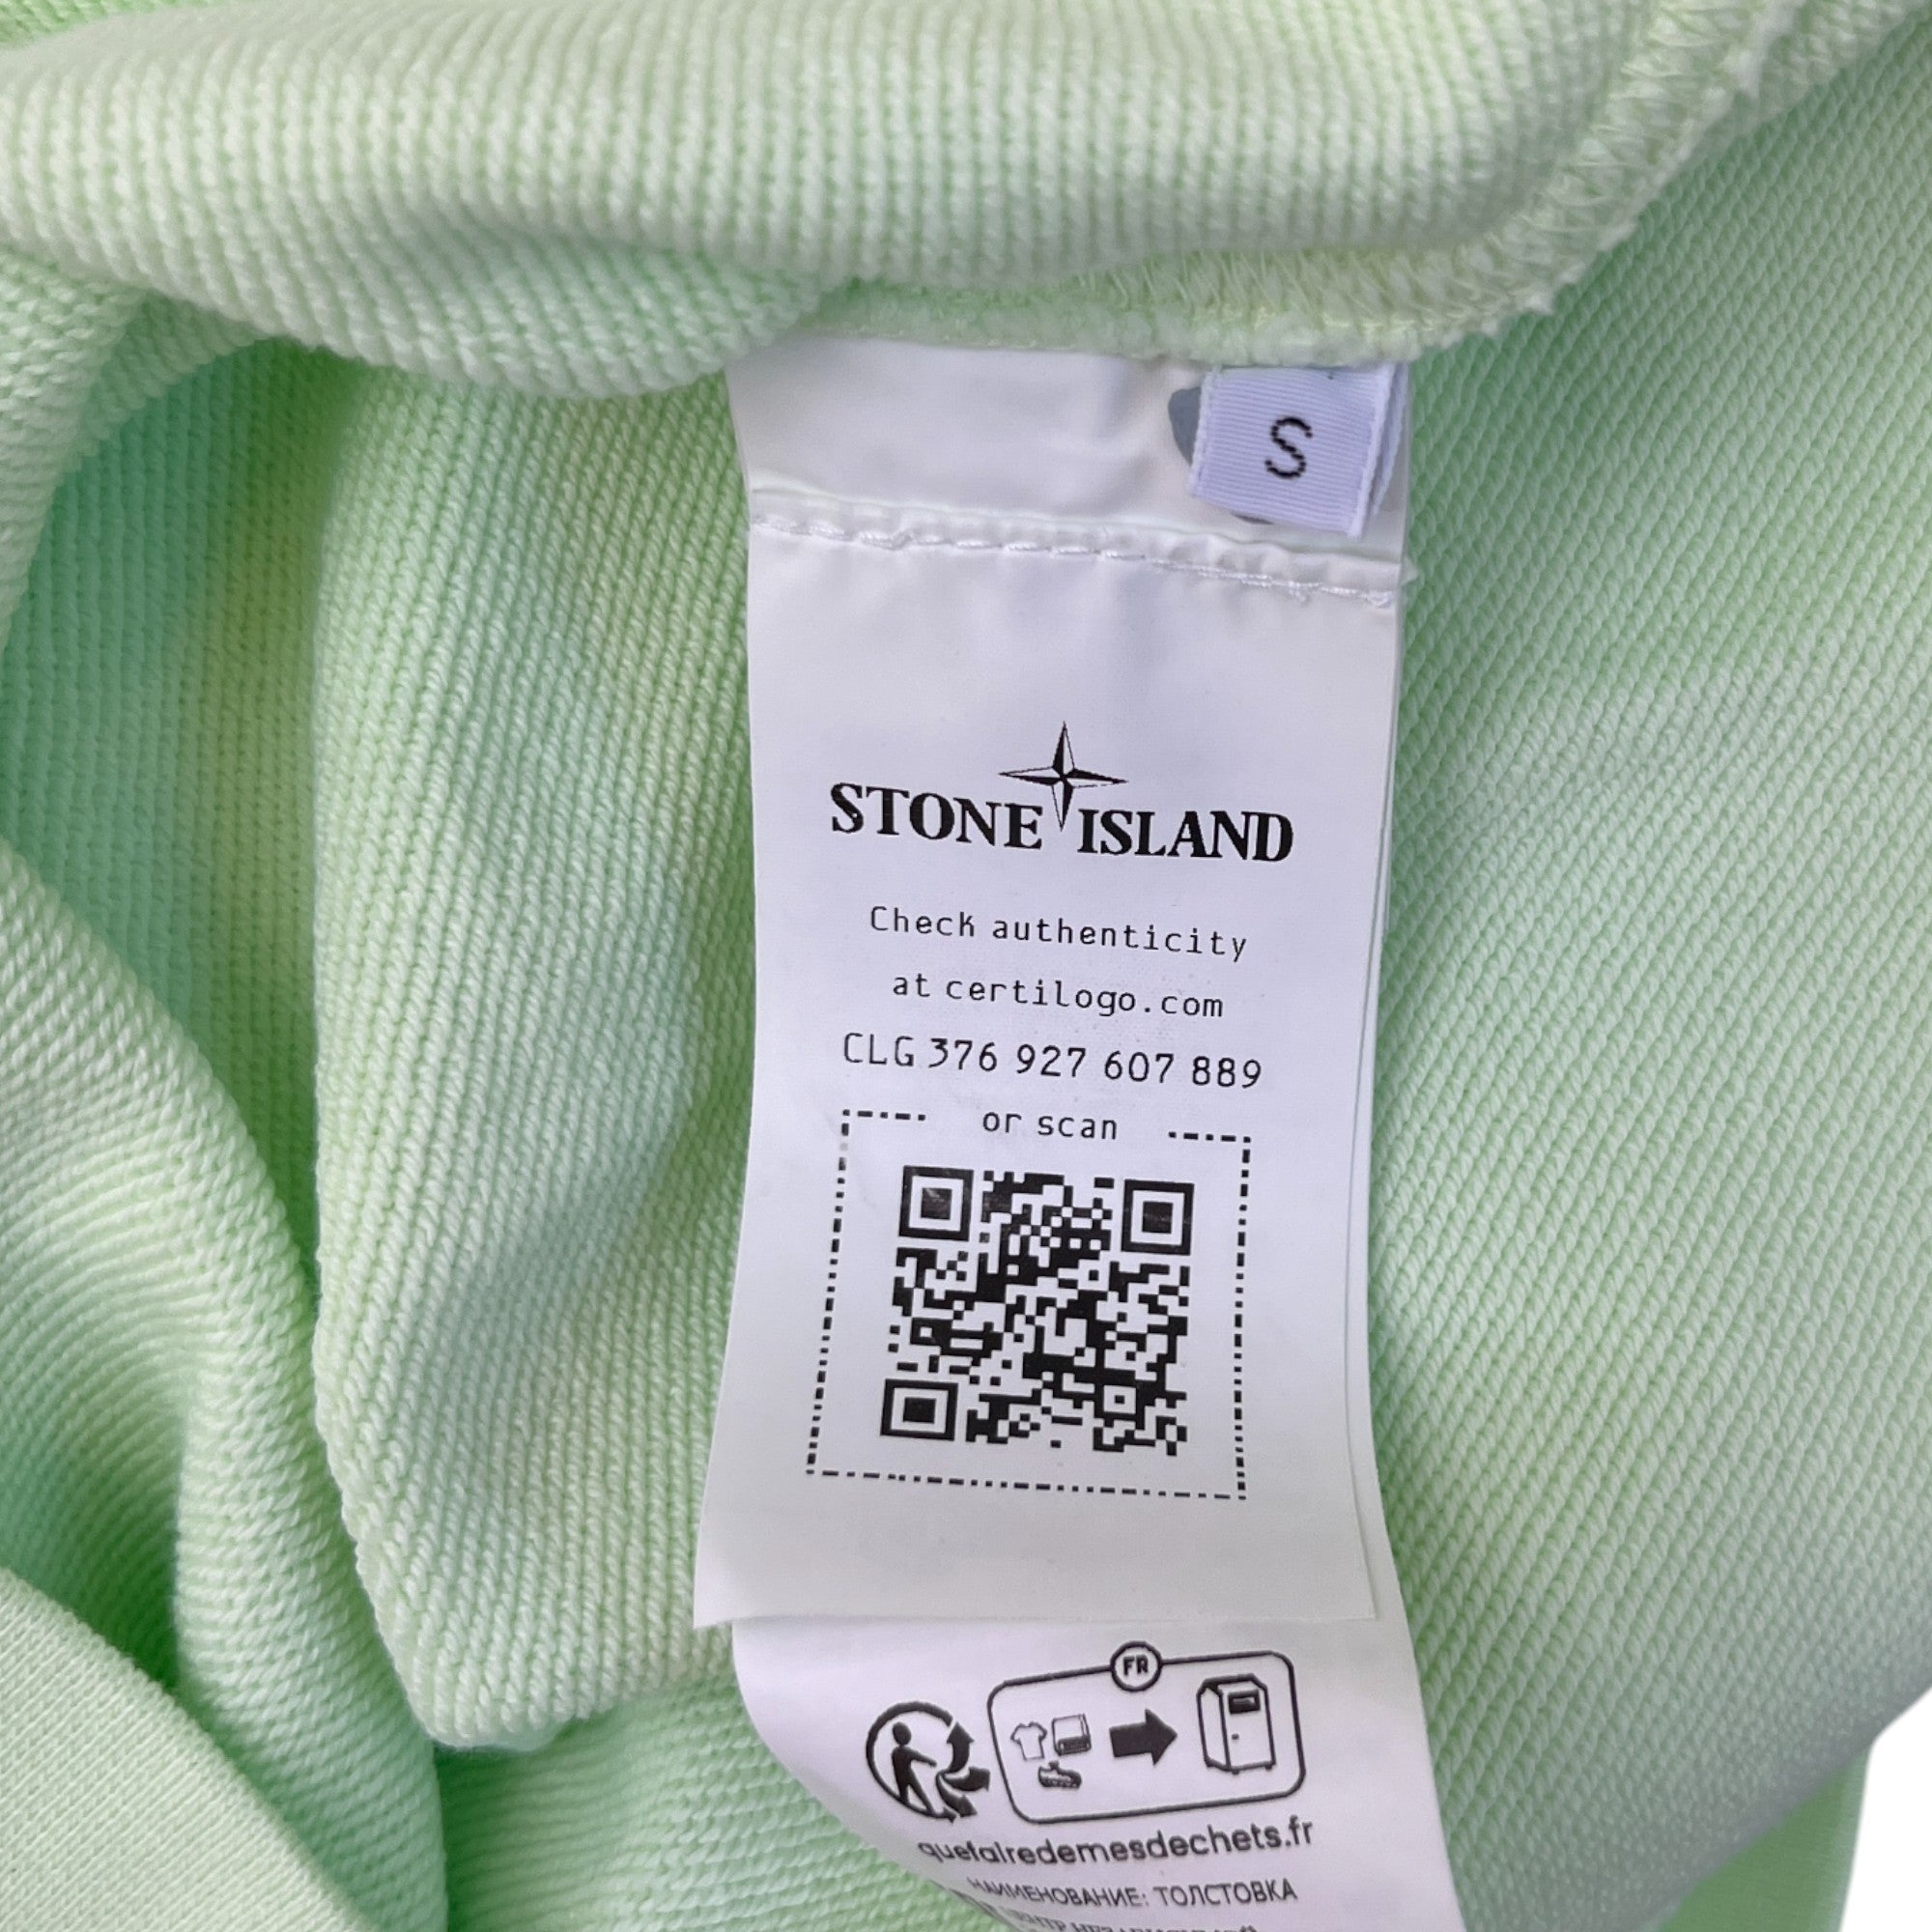 S
STONE ISLAND
Check authenticity
at certilogo.com
CLG 376 927 607 889
or scan
FR
quefairedemesdechets.fr
НАИМЕНОВАНИЕ: ТОЛСТОВКА